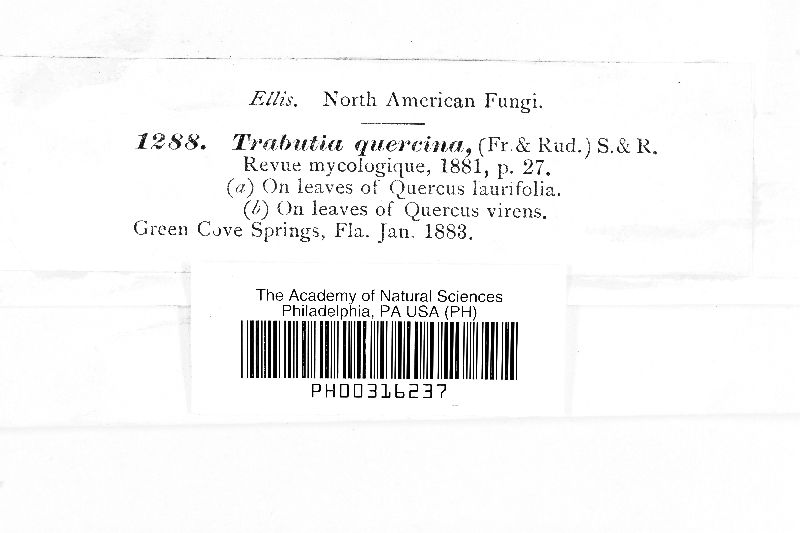 Ellis. North American Fungi.
1288. Trabutia quercina, (Fr. & Rud.) S. & R.
Revue mycologique, 1881, p. 27.
(a) On leaves of Quercus laurifolia.
(b) On leaves of Quercus virens.
Green Cove Springs, Fla. Jan. 1883.
The Academy of Natural Sciences
Philadelphia, PA USA (PH)
PH00316237